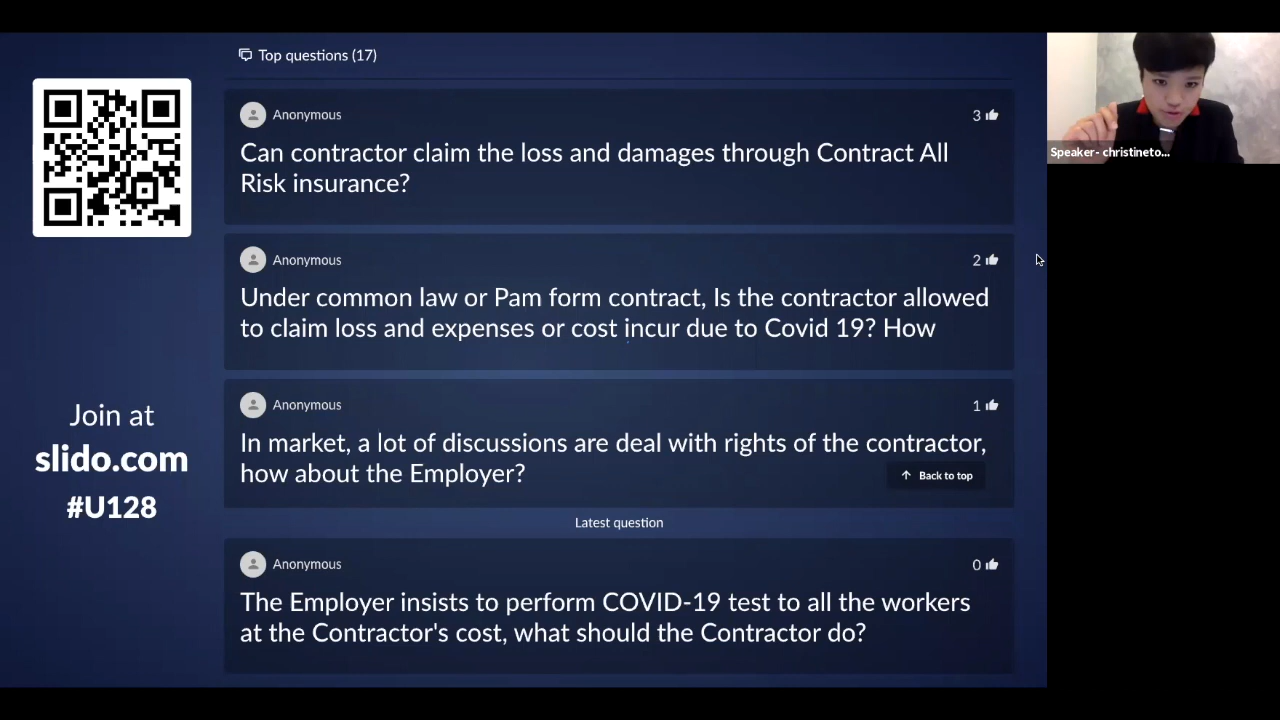 Top questions (17)
Anonymous
3
Can contractor claim the loss and damages through Contract All
Risk insurance?
Anonymous
2
Under common law or Pam form contract, Is the contractor allowed
to claim loss and expenses or cost incur due to Covid 19? How
Anonymous
1
In market, a lot of discussions are deal with rights of the contractor,
how about the Employer?
Back to top
Latest question
Anonymous
0
The Employer insists to perform COVID-19 test to all the workers
at the Contractor's cost, what should the Contractor do?
Join at
slido.com
#U128
Speaker- christineto...